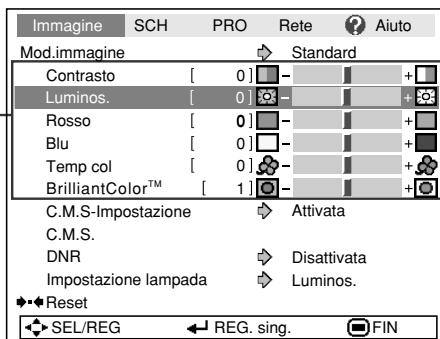 Immagine SCH PRO Rete ? Aiuto
Mod.immagine Standard
Contrasto [ 0] - +
Luminos. [ 0] - +
Rosso [ 0] - +
Blu [ 0] - +
Temp col [ 0] - +
BrilliantColor™ [ 1] - +
C.M.S-Impostazione Attivata
C.M.S.
DNR Disattivata
Impostazione lampada Luminos.
Reset
SEL/REG REG. sing. FIN